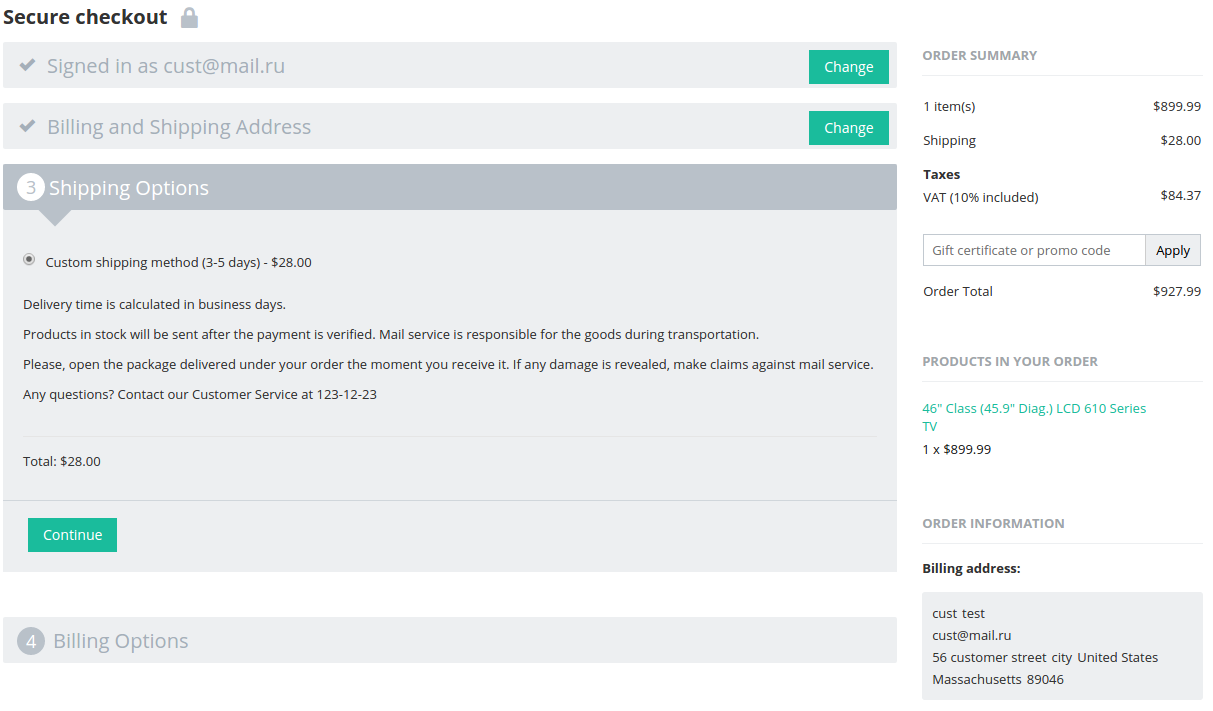 Secure checkout
Signed in as cust@mail.ru
Change
Billing and Shipping Address
Change
3 Shipping Options
Custom shipping method (3-5 days) - $28.00
Delivery time is calculated in business days.
Products in stock will be sent after the payment is verified. Mail service is responsible for the goods during transportation.
Please, open the package delivered under your order the moment you receive it. If any damage is revealed, make claims against mail service.
Any questions? Contact our Customer Service at 123-12-23
Total: $28.00
Continue
4 Billing Options
ORDER SUMMARY
1 item(s) $899.99
Shipping $28.00
Taxes
VAT (10% included) $84.37
Gift certificate or promo code Apply
Order Total $927.99
PRODUCTS IN YOUR ORDER
46" Class (45.9" Diag.) LCD 610 Series
TV
1 x $899.99
ORDER INFORMATION
Billing address:
cust test
cust@mail.ru
56 customer street city United States
Massachusetts 89046